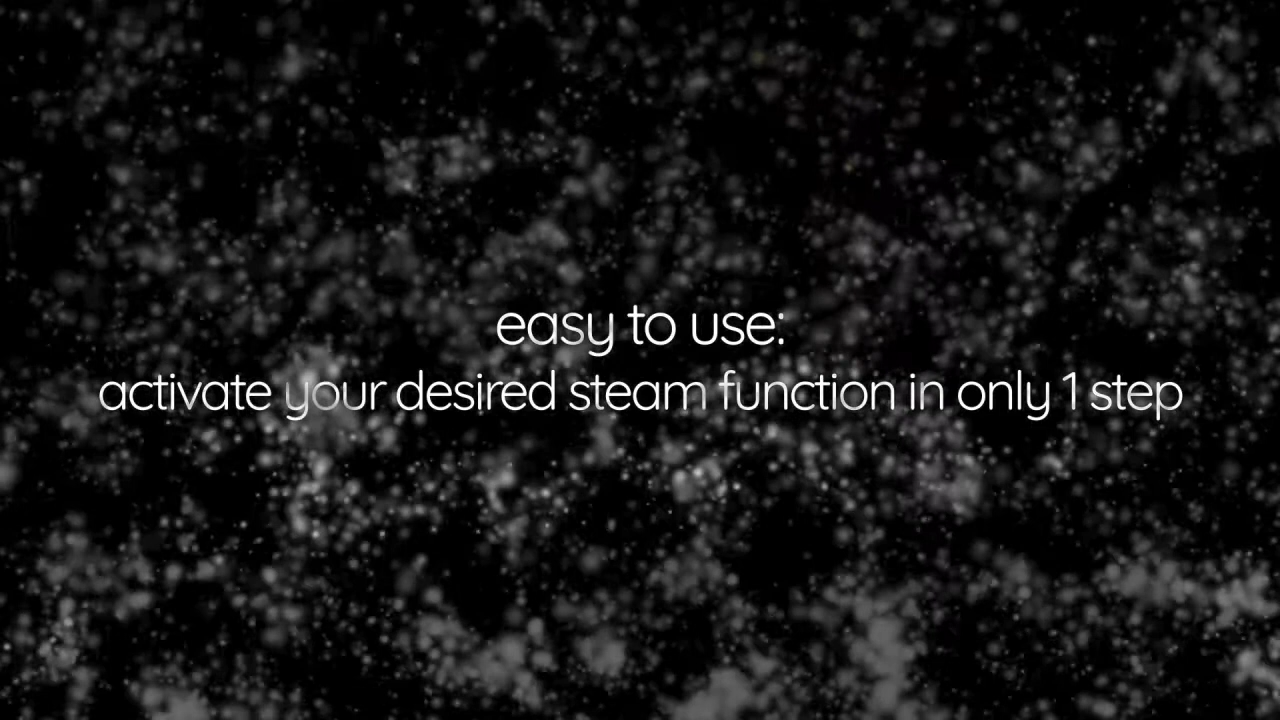 easy to use:
activate your desired steam function in only 1 step